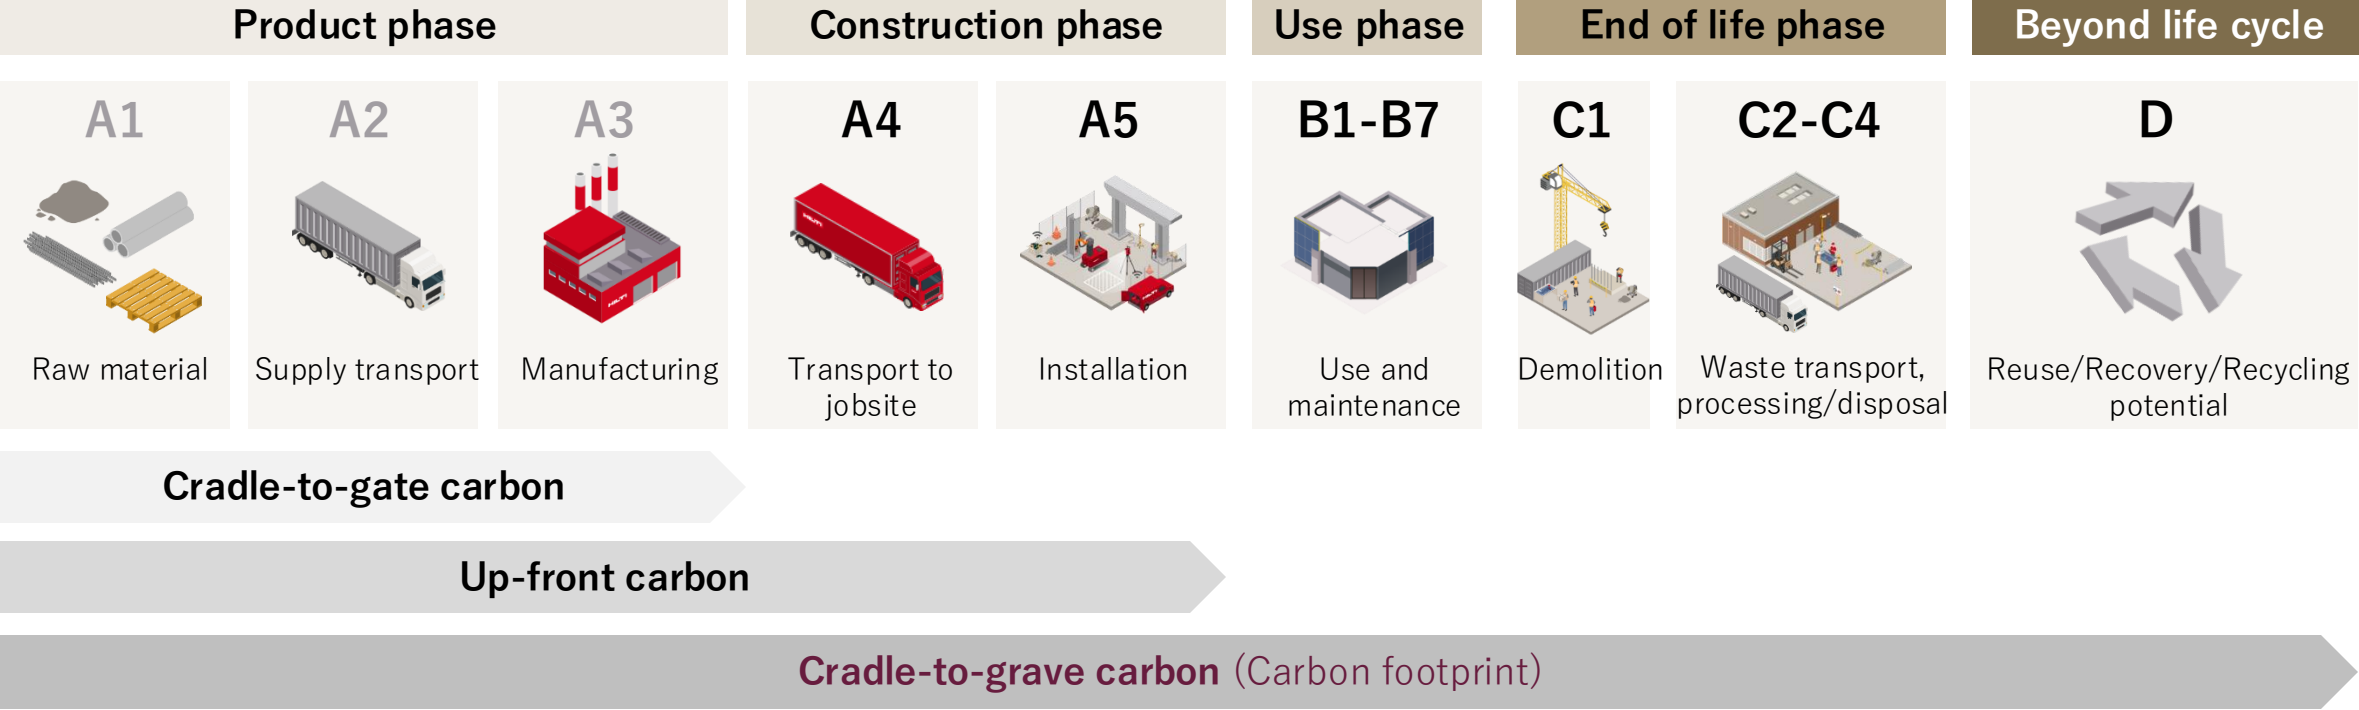 Product phase
Construction phase
Use phase
End of life phase
Beyond life cycle
A1
A2
A3
A4
A5
B1-B7
C1
C2-C4
D
HILTI
HILTI
Raw material
Supply transport
Manufacturing
Transport to
jobsite
Installation
Use and
maintenance
Demolition
Waste transport,
processing/disposal
Reuse/Recovery/Recycling
potential
Cradle-to-gate carbon
Up-front carbon
Cradle-to-grave carbon (Carbon footprint)